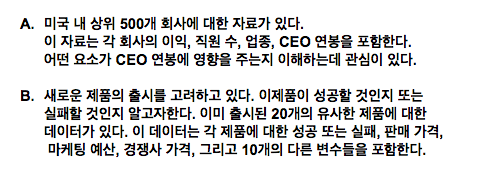 A. 미국 내 상위 500개 회사에 대한 자료가 있다.
이 자료는 각 회사의 이익, 직원 수, 업종, CEO 연봉을 포함한다.
어떤 요소가 CEO 연봉에 영향을 주는지 이해하는데 관심이 있다.
B. 새로운 제품의 출시를 고려하고 있다. 이제품이 성공할 것인지 또는
실패할 것인지 알고자한다. 이미 출시된 20개의 유사한 제품에 대한
데이터가 있다. 이 데이터는 각 제품에 대한 성공 또는 실패, 판매 가격,
마케팅 예산, 경쟁사 가격, 그리고 10개의 다른 변수들을 포함한다.